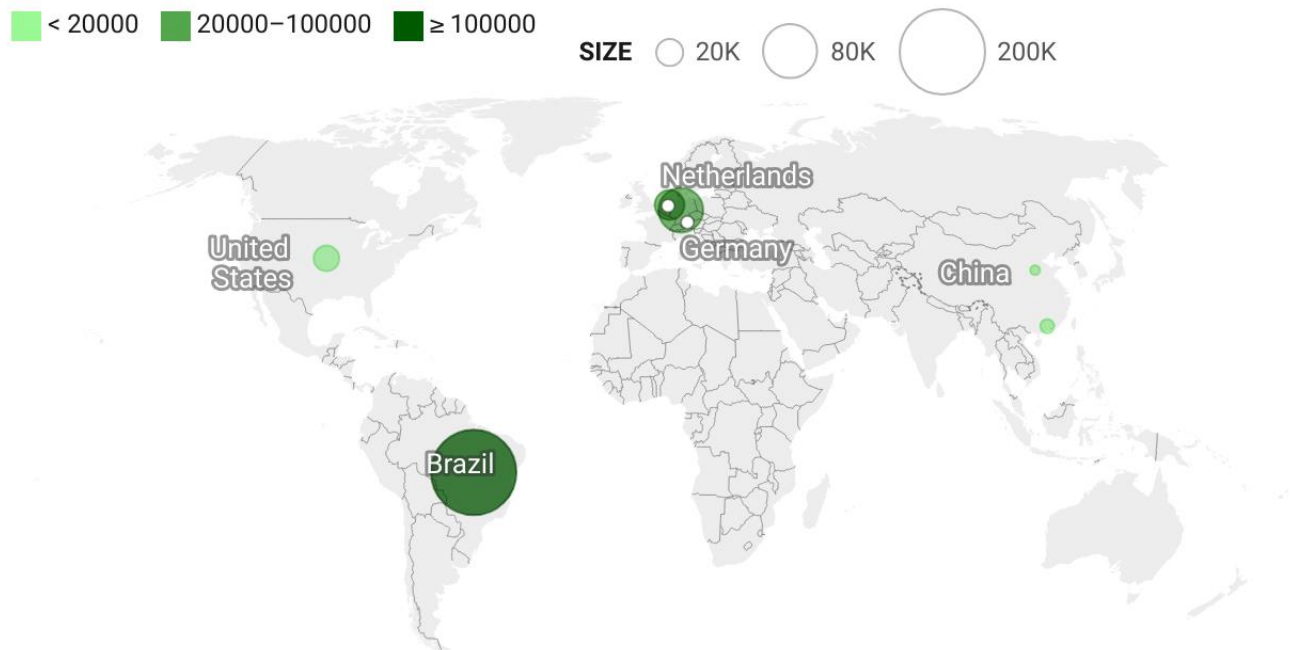 < 20000 20000–100000 ≥ 100000
SIZE 20K 80K 200K
Netherlands
United
States
Germany
China
Brazil